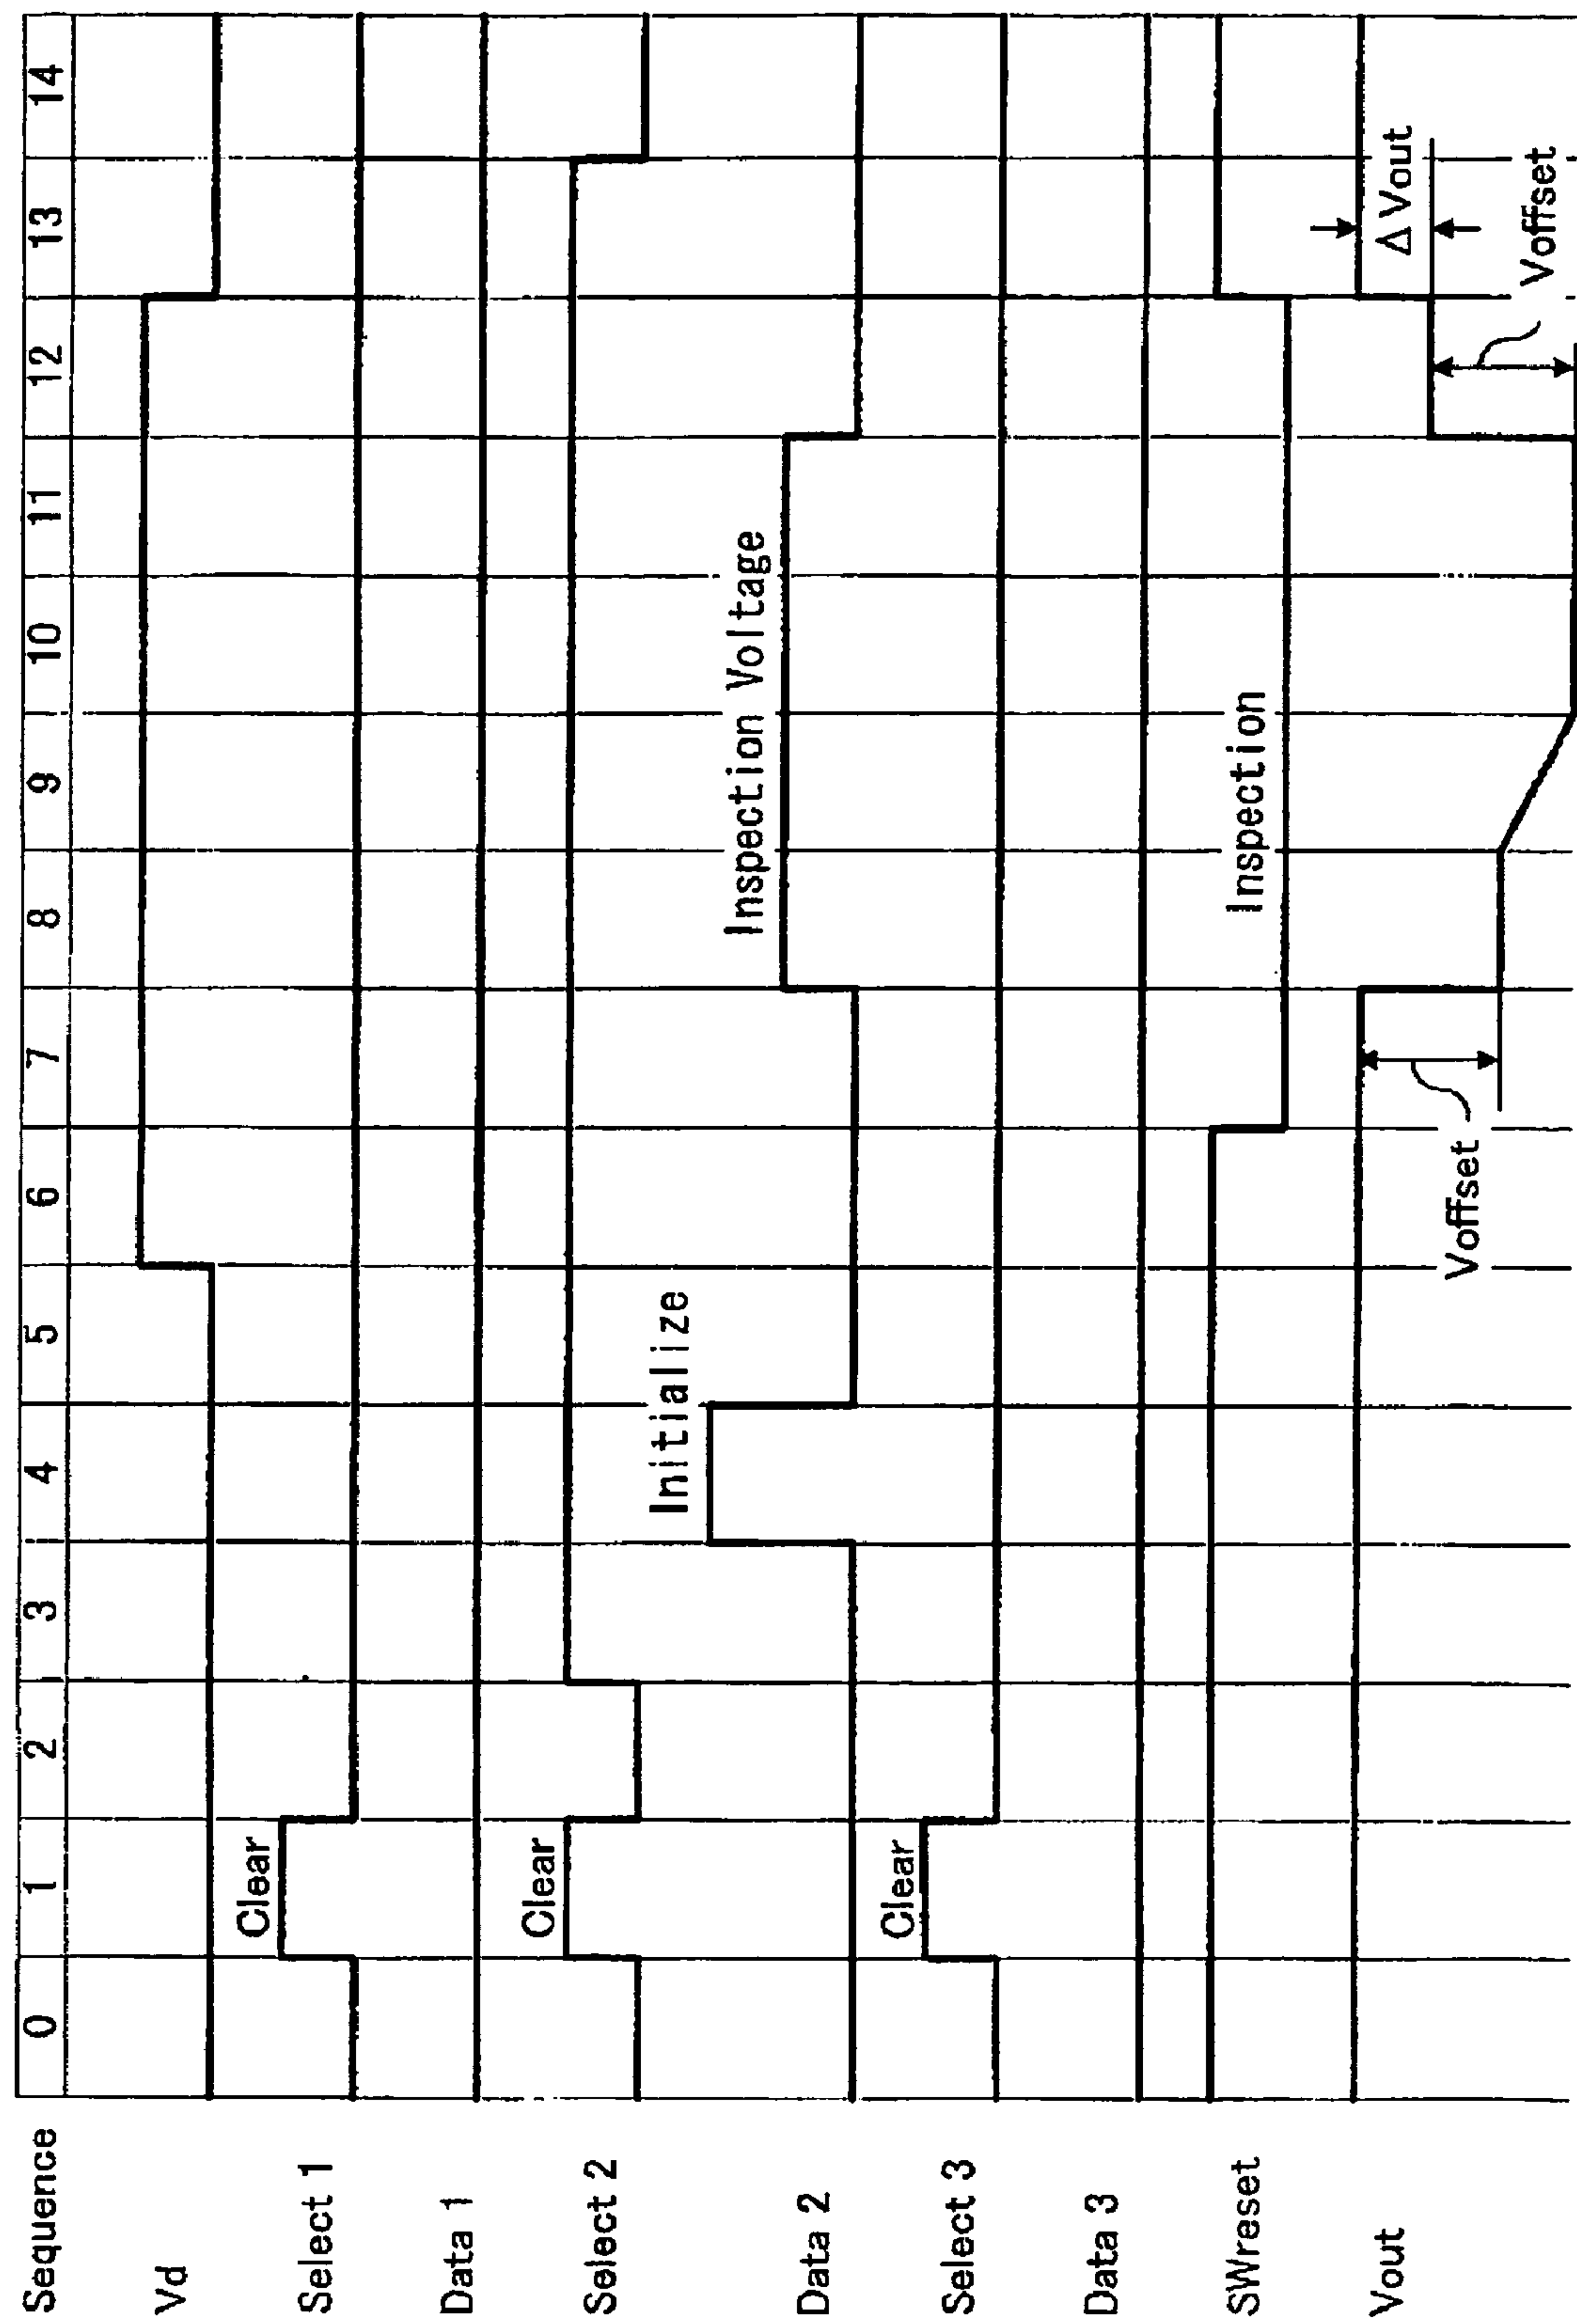 Sequence 0 1 2 3 4 5 6 7 8 9 10 11 12 13 14
Vd
Select 1 Clear
Data 1
Select 2 Clear
Initialize Inspection Voltage
Data 2
Select 3 Clear
Data 3
SWreset Inspection
Vout Voffset Δ Vout Voffset